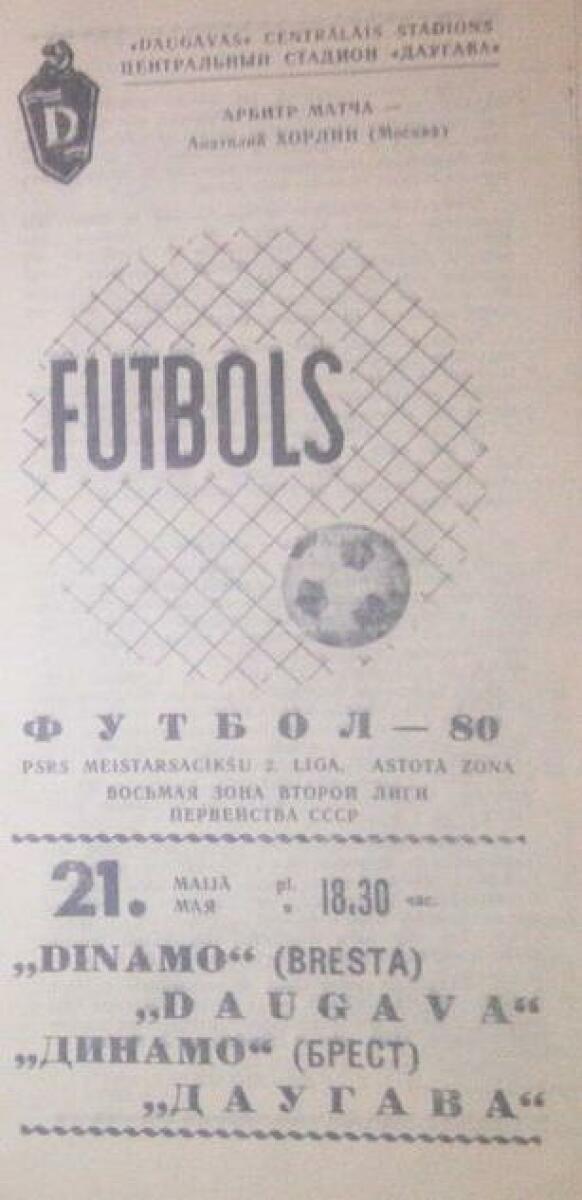 «DAUGAVAS» CENTRĀLAIS STADIONS
ЦЕНТРАЛЬНЫЙ СТАДИОН «ДАУГАВА»
D
АРБИТР МАТЧА —
Анатолий ХОРЛИН (Москва)
FUTBOLS
ФУТБОЛ — 80
PSRS MEISTARSACĪKŠU 2. LĪGA, ASTOTĀ ZONA
ВОСЬМАЯ ЗОНА ВТОРОЙ ЛИГИ
ПЕРВЕНСТВА СССР
21. MAIJĀ pl. 18.30 час.
МАЯ в
„DINAMO“ (BRESTA)
„DAUGAVA“
„ДИНАМО“ (БРЕСТ)
„ДАУГАВА“